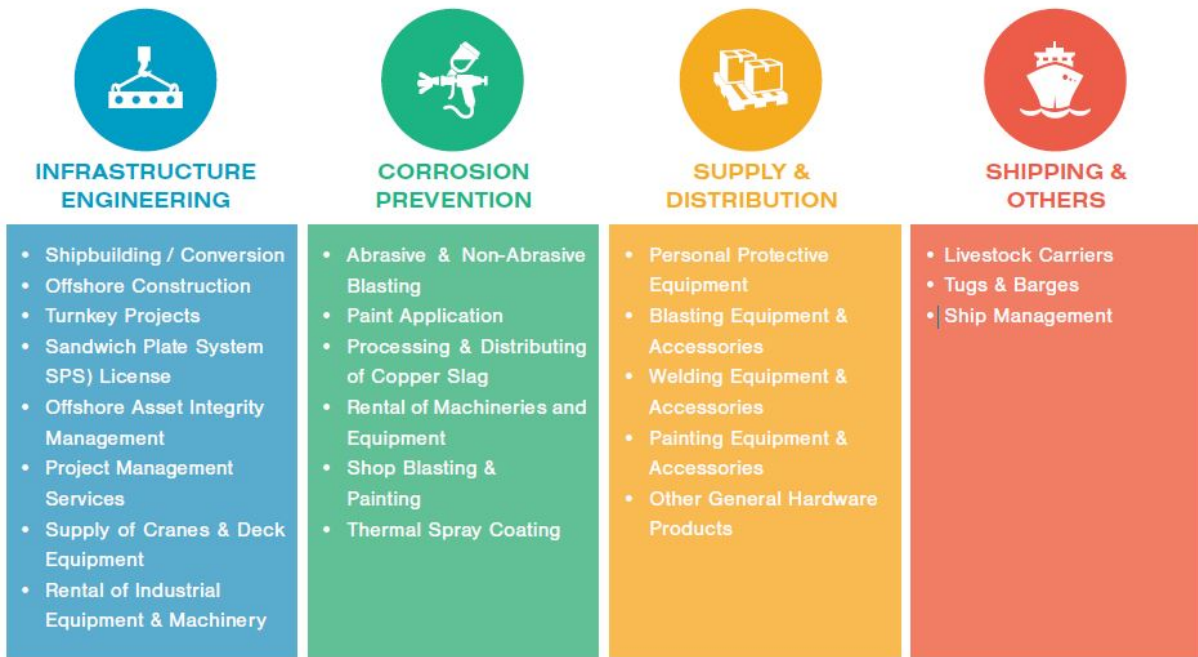 INFRASTRUCTURE
ENGINEERING
• Shipbuilding / Conversion
• Offshore Construction
• Turnkey Projects
• Sandwich Plate System
SPS) License
• Offshore Asset Integrity
Management
• Project Management
Services
• Supply of Cranes & Deck
Equipment
• Rental of Industrial
Equipment & Machinery
CORROSION
PREVENTION
• Abrasive & Non-Abrasive
Blasting
• Paint Application
• Processing & Distributing
of Copper Slag
• Rental of Machineries and
Equipment
• Shop Blasting &
Painting
• Thermal Spray Coating
SUPPLY &
DISTRIBUTION
• Personal Protective
Equipment
• Blasting Equipment &
Accessories
• Welding Equipment &
Accessories
• Painting Equipment &
Accessories
• Other General Hardware
Products
SHIPPING &
OTHERS
• Livestock Carriers
• Tugs & Barges
• Ship Management